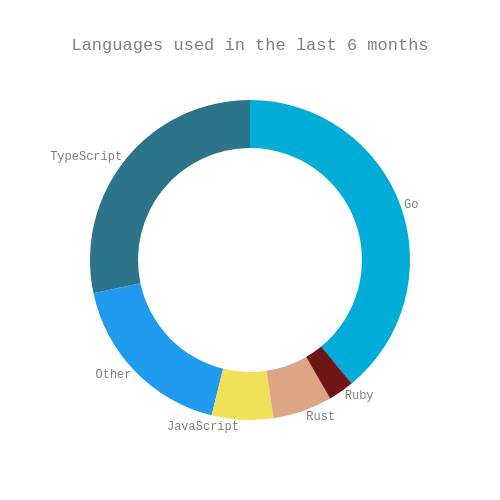 Languages used in the last 6 months
TypeScript
Go
Other
Ruby
Rust
JavaScript